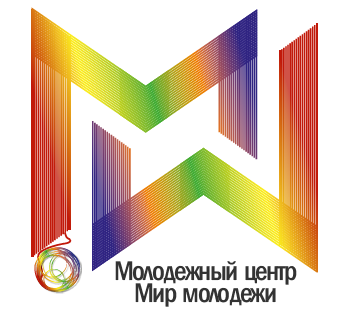 Молодежный центр
Мир молодежи